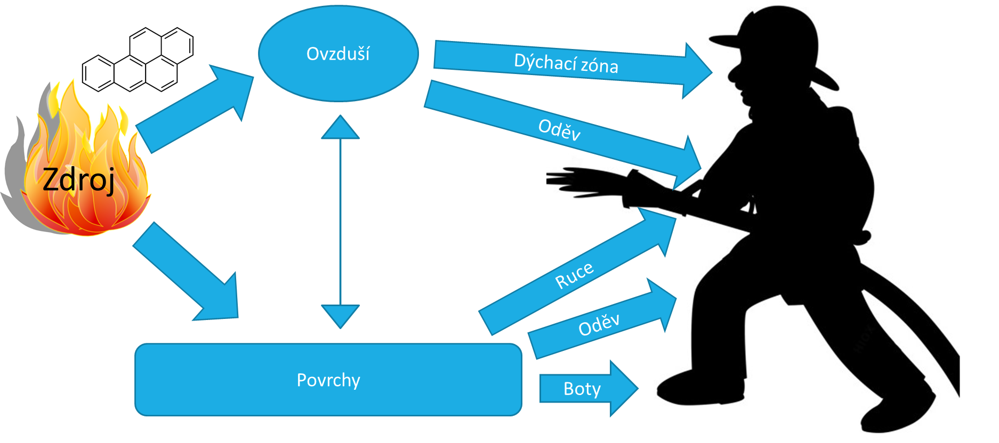 Ovzduší
Dýchací zóna
Oděv
Zdroj
Ruce
Oděv
Povrchy
Boty